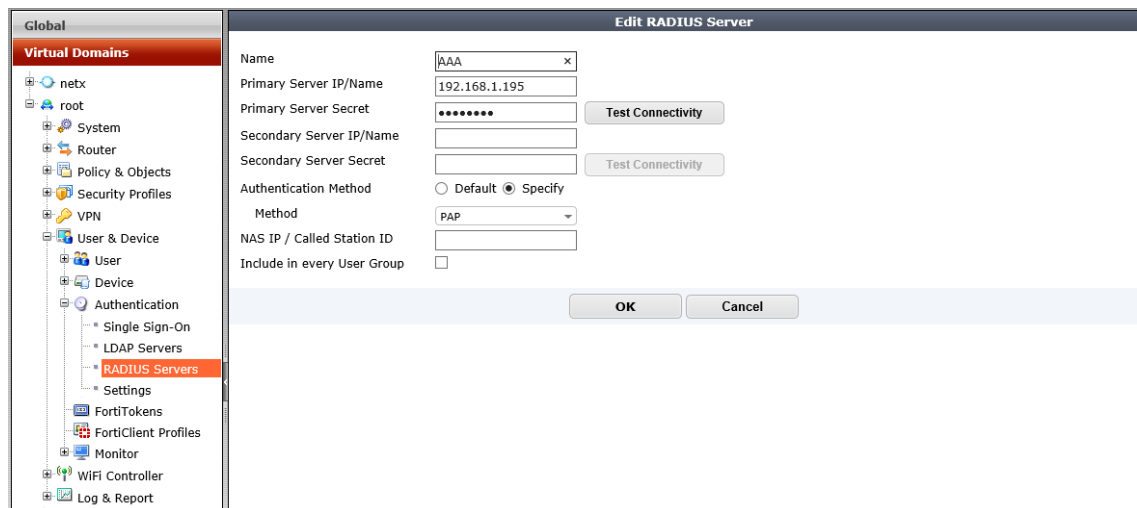 Global
Virtual Domains
netx
root
System
Router
Policy & Objects
Security Profiles
VPN
User & Device
User
Device
Authentication
Single Sign-On
LDAP Servers
RADIUS Servers
Settings
FortiTokens
FortiClient Profiles
Monitor
WiFi Controller
Log & Report
Edit RADIUS Server
Name AAA ×
Primary Server IP/Name 192.168.1.195
Primary Server Secret •••••••• Test Connectivity
Secondary Server IP/Name
Secondary Server Secret Test Connectivity
Authentication Method Default Specify
Method PAP
NAS IP / Called Station ID
Include in every User Group
OK Cancel